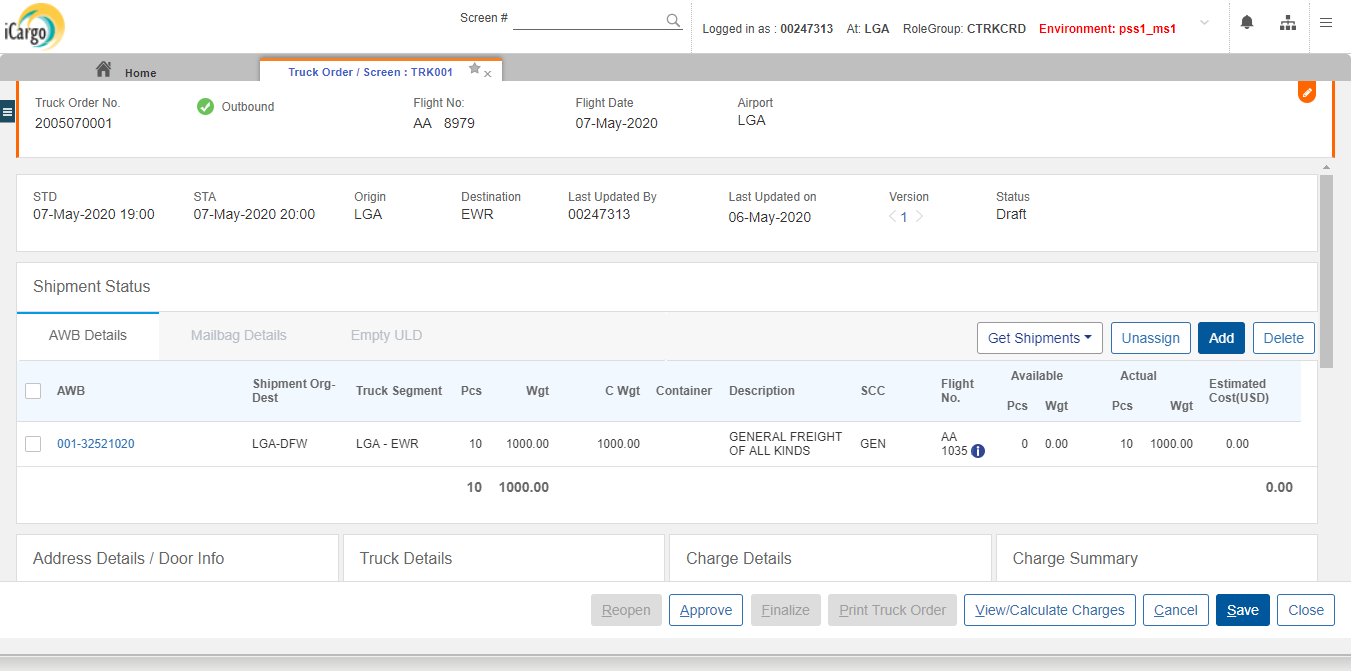 iCargo
Screen #
Logged in as : 00247313 At: LGA RoleGroup: CTRKCRD Environment: pss1_ms1
Home
Truck Order / Screen : TRK001
Truck Order No.
2005070001
Outbound
Flight No:
AA 8979
Flight Date
07-May-2020
Airport
LGA
STD
07-May-2020 19:00
STA
07-May-2020 20:00
Origin
LGA
Destination
EWR
Last Updated By
00247313
Last Updated on
06-May-2020
Version
1
Status
Draft
Shipment Status
AWB Details
Mailbag Details
Empty ULD
Get Shipments
Unassign
Add
Delete
AWB
Shipment Org-
Dest
Truck Segment
Pcs
Wgt
C Wgt
Container
Description
SCC
Flight
No.
Available
Pcs Wgt
Actual
Pcs Wgt
Estimated
Cost(USD)
001-32521020
LGA-DFW
LGA - EWR
10
1000.00
1000.00
GENERAL FREIGHT
OF ALL KINDS
GEN
AA
1035
0
0.00
10
1000.00
0.00
10 1000.00
0.00
Address Details / Door Info
Truck Details
Charge Details
Charge Summary
Reopen
Approve
Finalize
Print Truck Order
View/Calculate Charges
Cancel
Save
Close